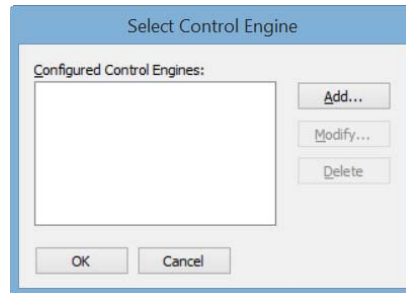 Select Control Engine
Configured Control Engines:
Add...
Modify...
Delete
OK
Cancel